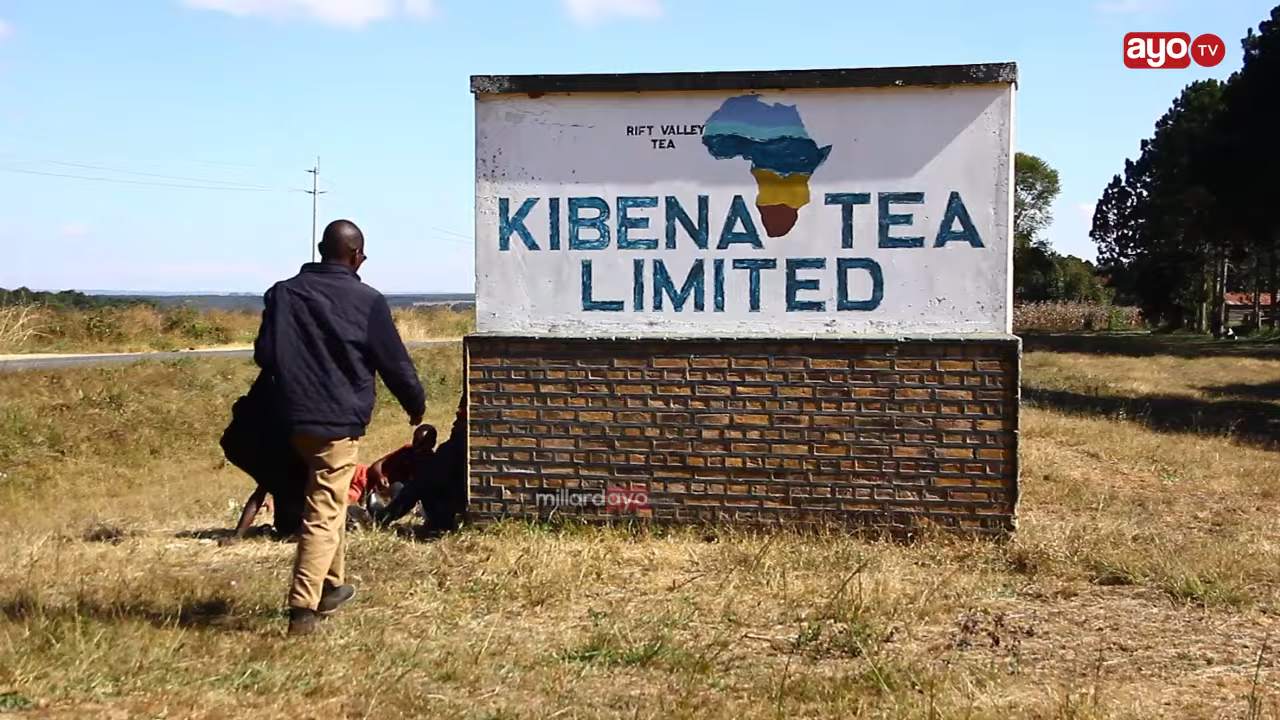 ayo TV
RIFT VALLEY
TEA
KIBENA TEA
LIMITED
millardayo